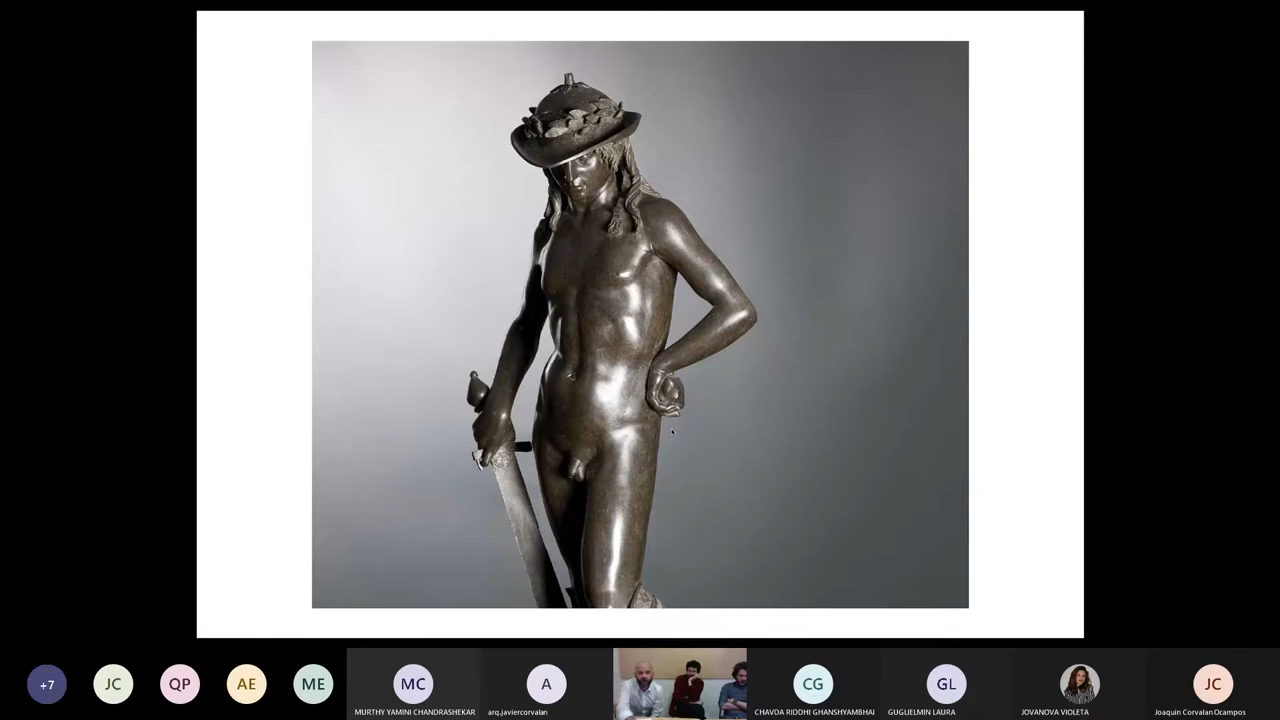 +7
JC
QP
AE
ME
MC
A
CG
GL
JC
MURTHY YAMINI CHANDRASHEKAR
arq.javiercorvalan
CHAVDA RIDDHI GHANSHYAMBHAI
GUGLIELMIN LAURA
JOVANOVA VIOLETA
Joaquin Corvalan Ocampos